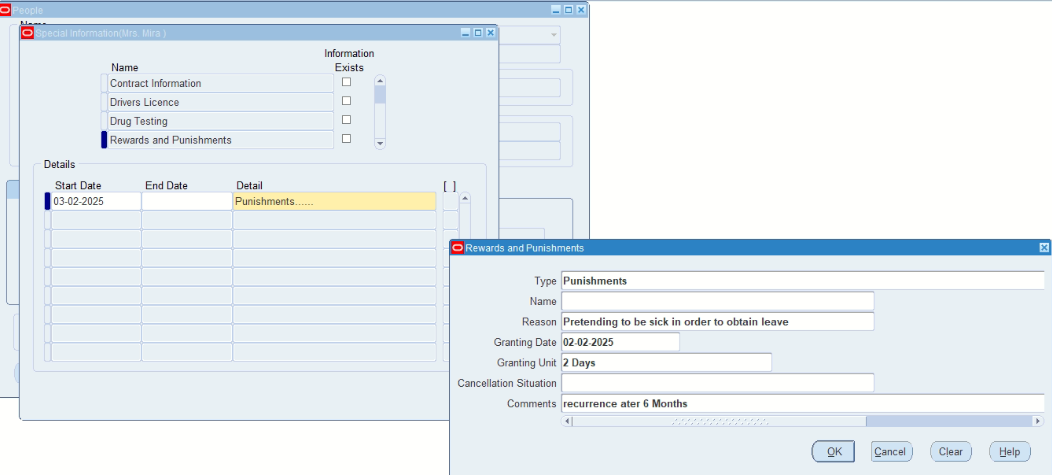 People
Name
Special Information(Mrs. Mira )
Information
Name Exists
Contract Information
Drivers Licence
Drug Testing
Rewards and Punishments
Details
Start Date End Date Detail [ ]
03-02-2025 Punishments......
Rewards and Punishments
Type Punishments
Name
Reason Pretending to be sick in order to obtain leave
Granting Date 02-02-2025
Granting Unit 2 Days
Cancellation Situation
Comments recurrence ater 6 Months
OK Cancel Clear Help